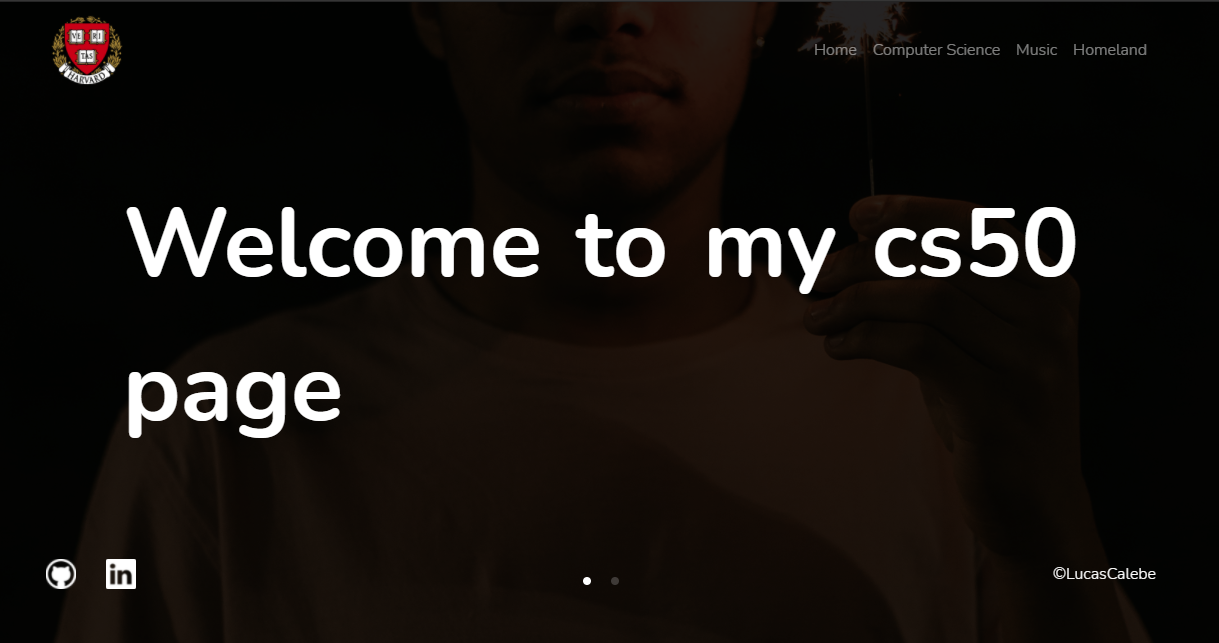 VE RI
TAS
HARVARD
Home Computer Science Music Homeland
Welcome to my cs50
page
in
©LucasCalebe